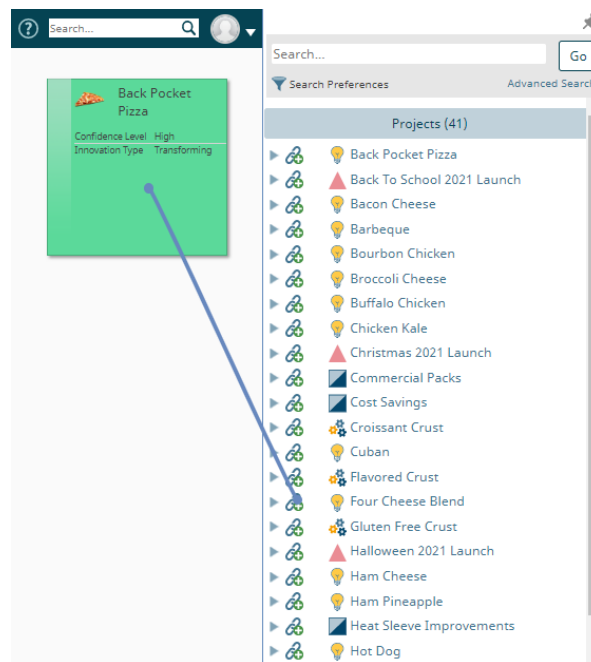 ?
Search...
Back Pocket
Pizza
Confidence Level High
Innovation Type Transforming
Search...
Go
Search Preferences
Advanced Search
Projects (41)
Back Pocket Pizza
Back To School 2021 Launch
Bacon Cheese
Barbeque
Bourbon Chicken
Broccoli Cheese
Buffalo Chicken
Chicken Kale
Christmas 2021 Launch
Commercial Packs
Cost Savings
Croissant Crust
Cuban
Flavored Crust
Four Cheese Blend
Gluten Free Crust
Halloween 2021 Launch
Ham Cheese
Ham Pineapple
Heat Sleeve Improvements
Hot Dog